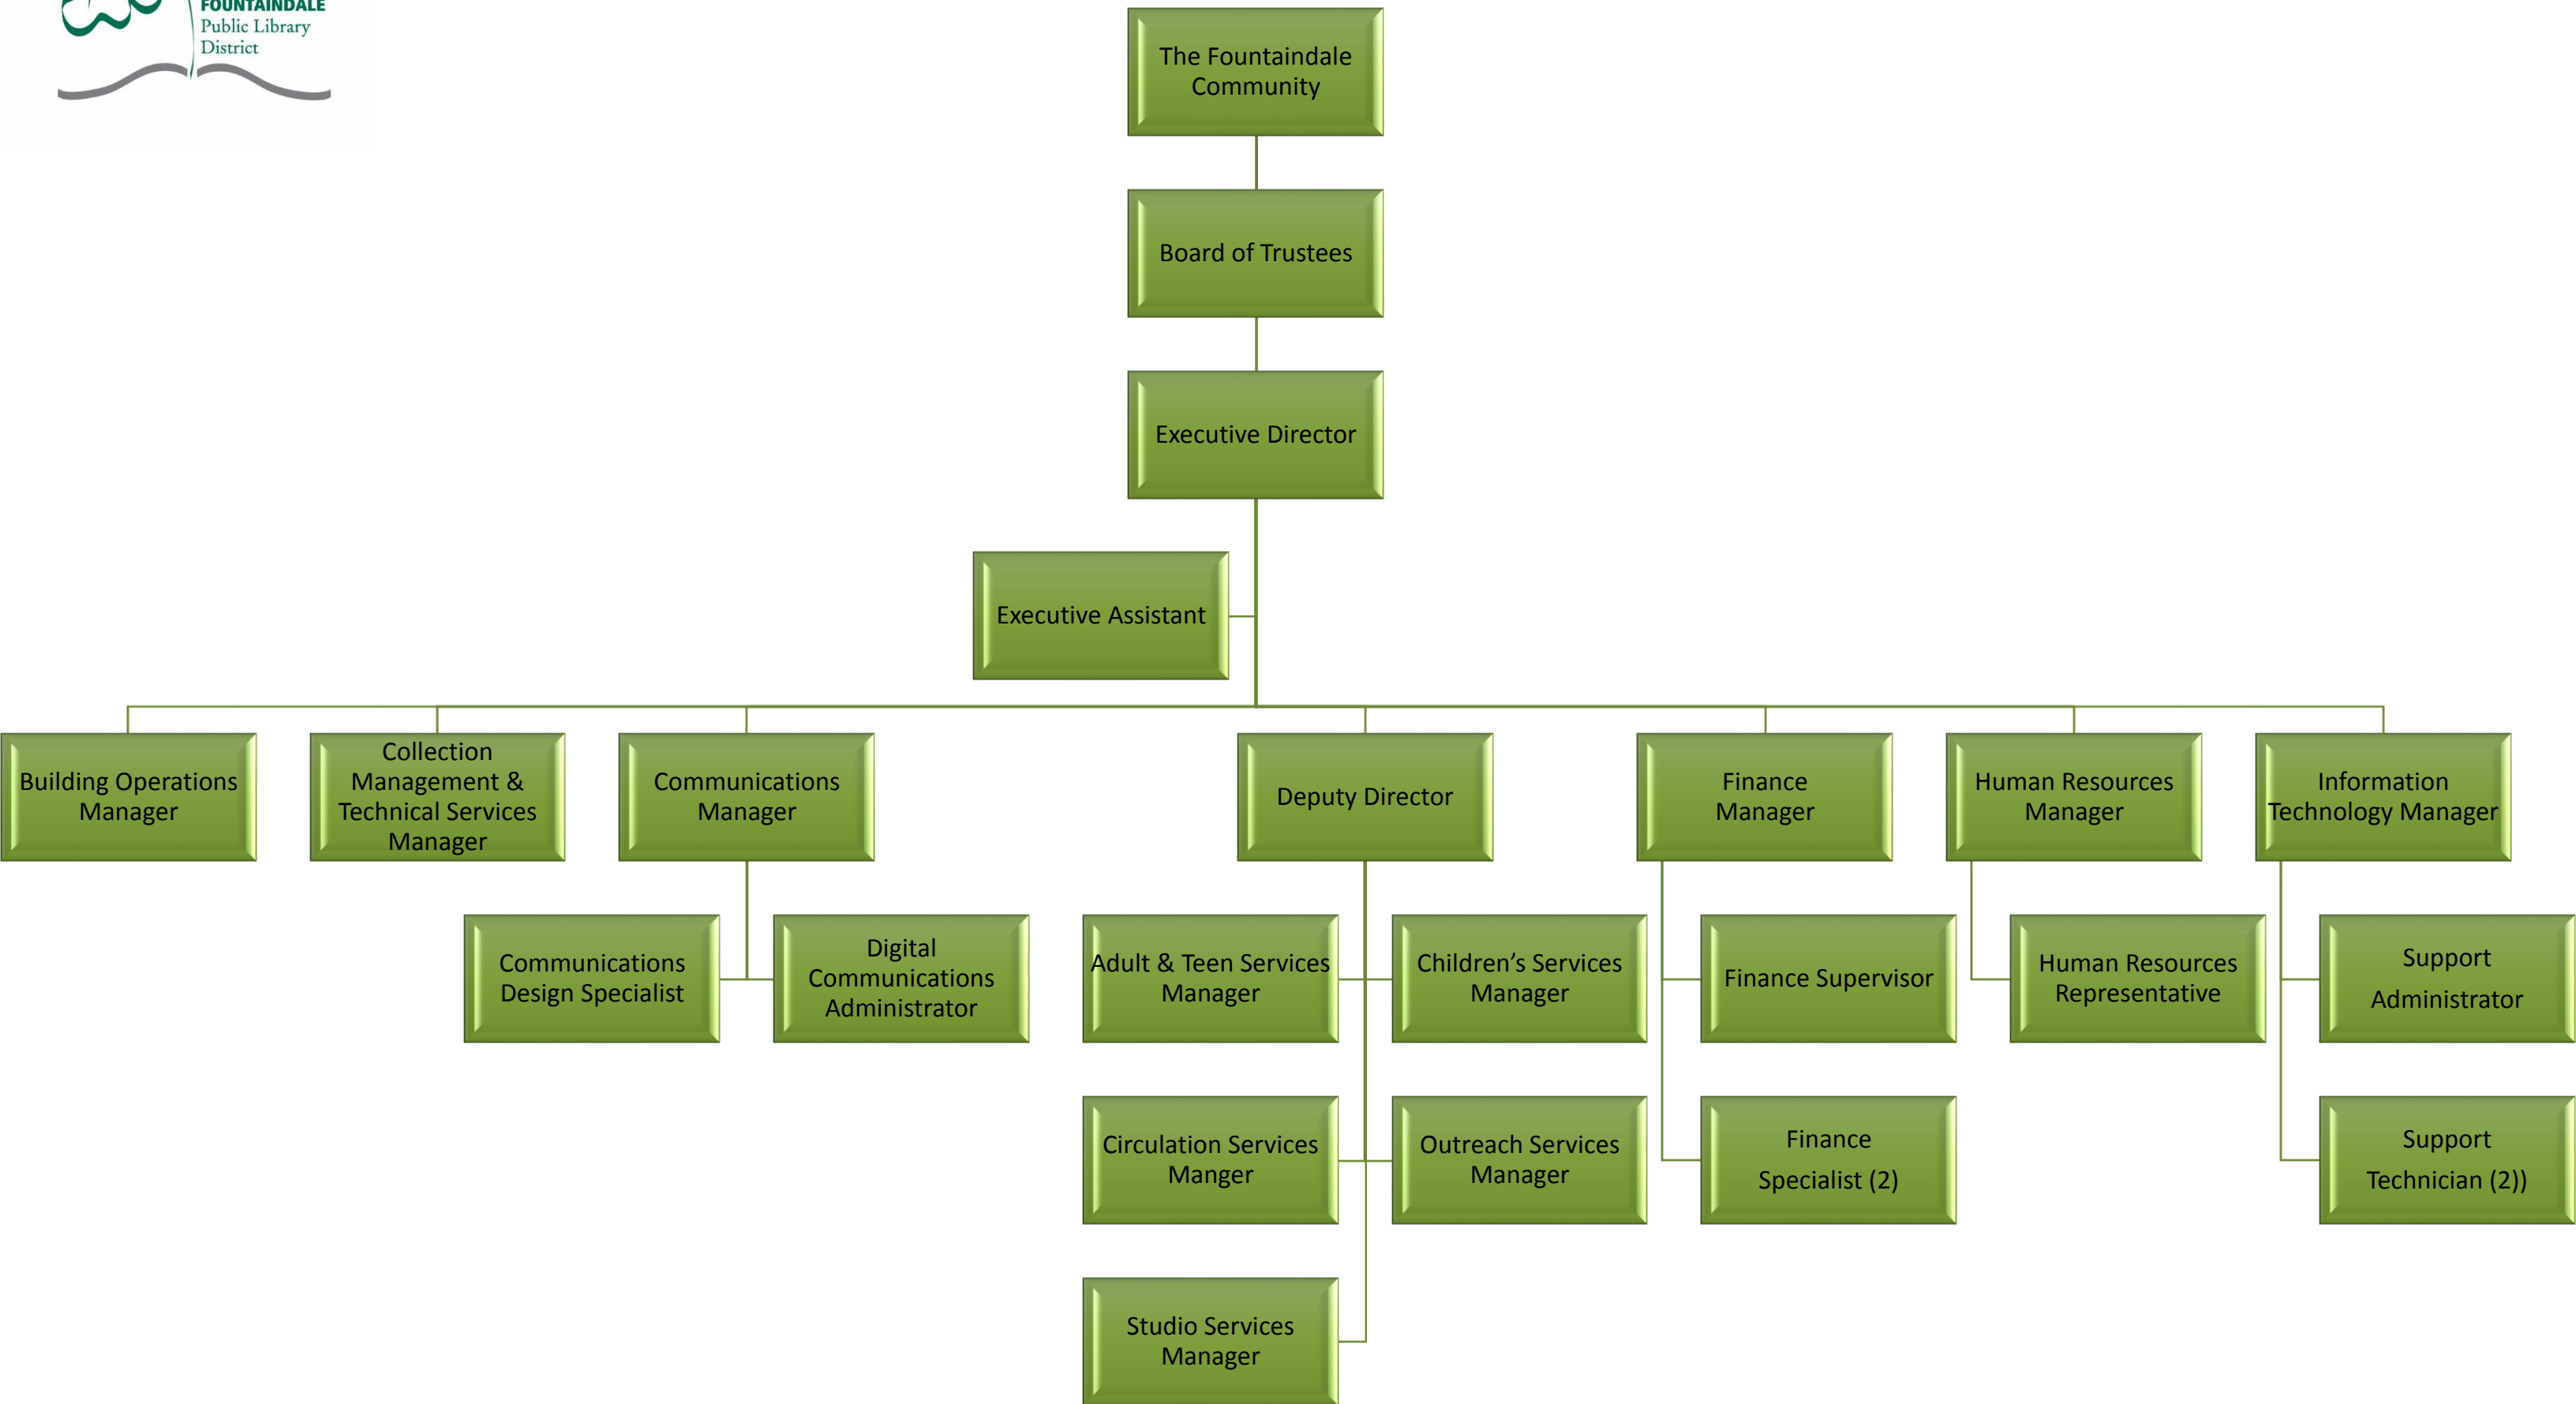 FOUNTAINDALE
Public Library
District
The Fountaindale
Community
Board of Trustees
Executive Director
Executive Assistant
Building Operations
Manager
Collection
Management &
Technical Services
Manager
Communications
Manager
Deputy Director
Finance
Manager
Human Resources
Manager
Information
Technology Manager
Communications
Design Specialist
Digital
Communications
Administrator
Adult & Teen Services
Manager
Children’s Services
Manager
Finance Supervisor
Human Resources
Representative
Support
Administrator
Circulation Services
Manger
Outreach Services
Manager
Finance
Specialist (2)
Support
Technician (2))
Studio Services
Manager